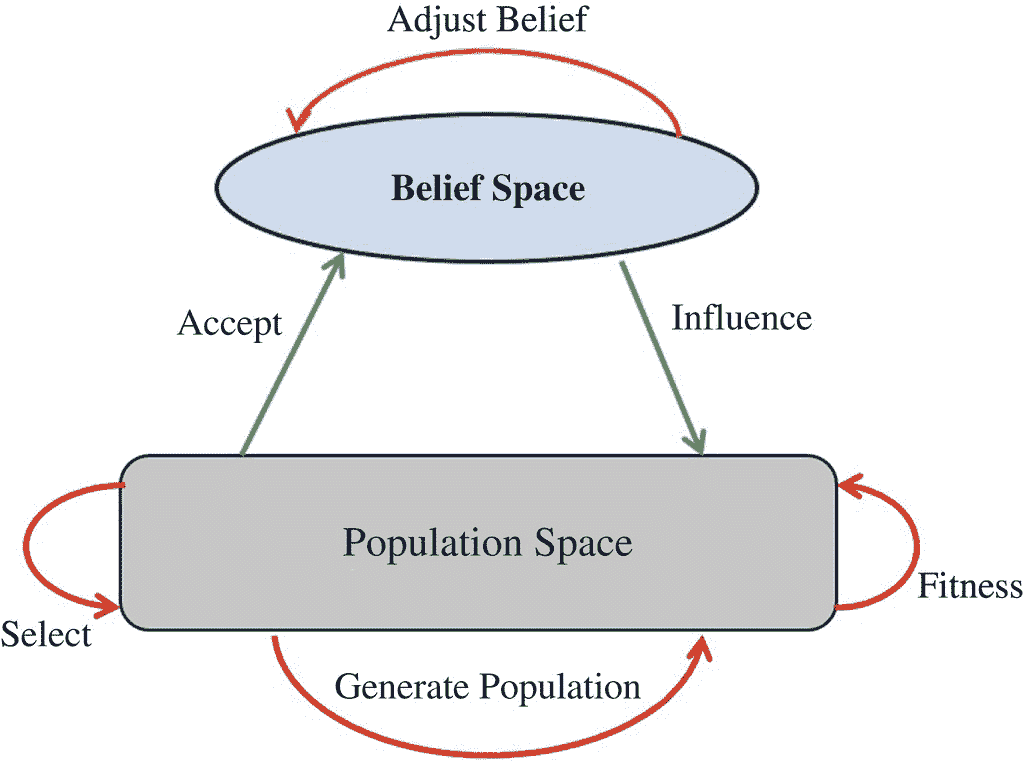 Adjust Belief
Belief Space
Accept
Influence
Population Space
Fitness
Select
Generate Population